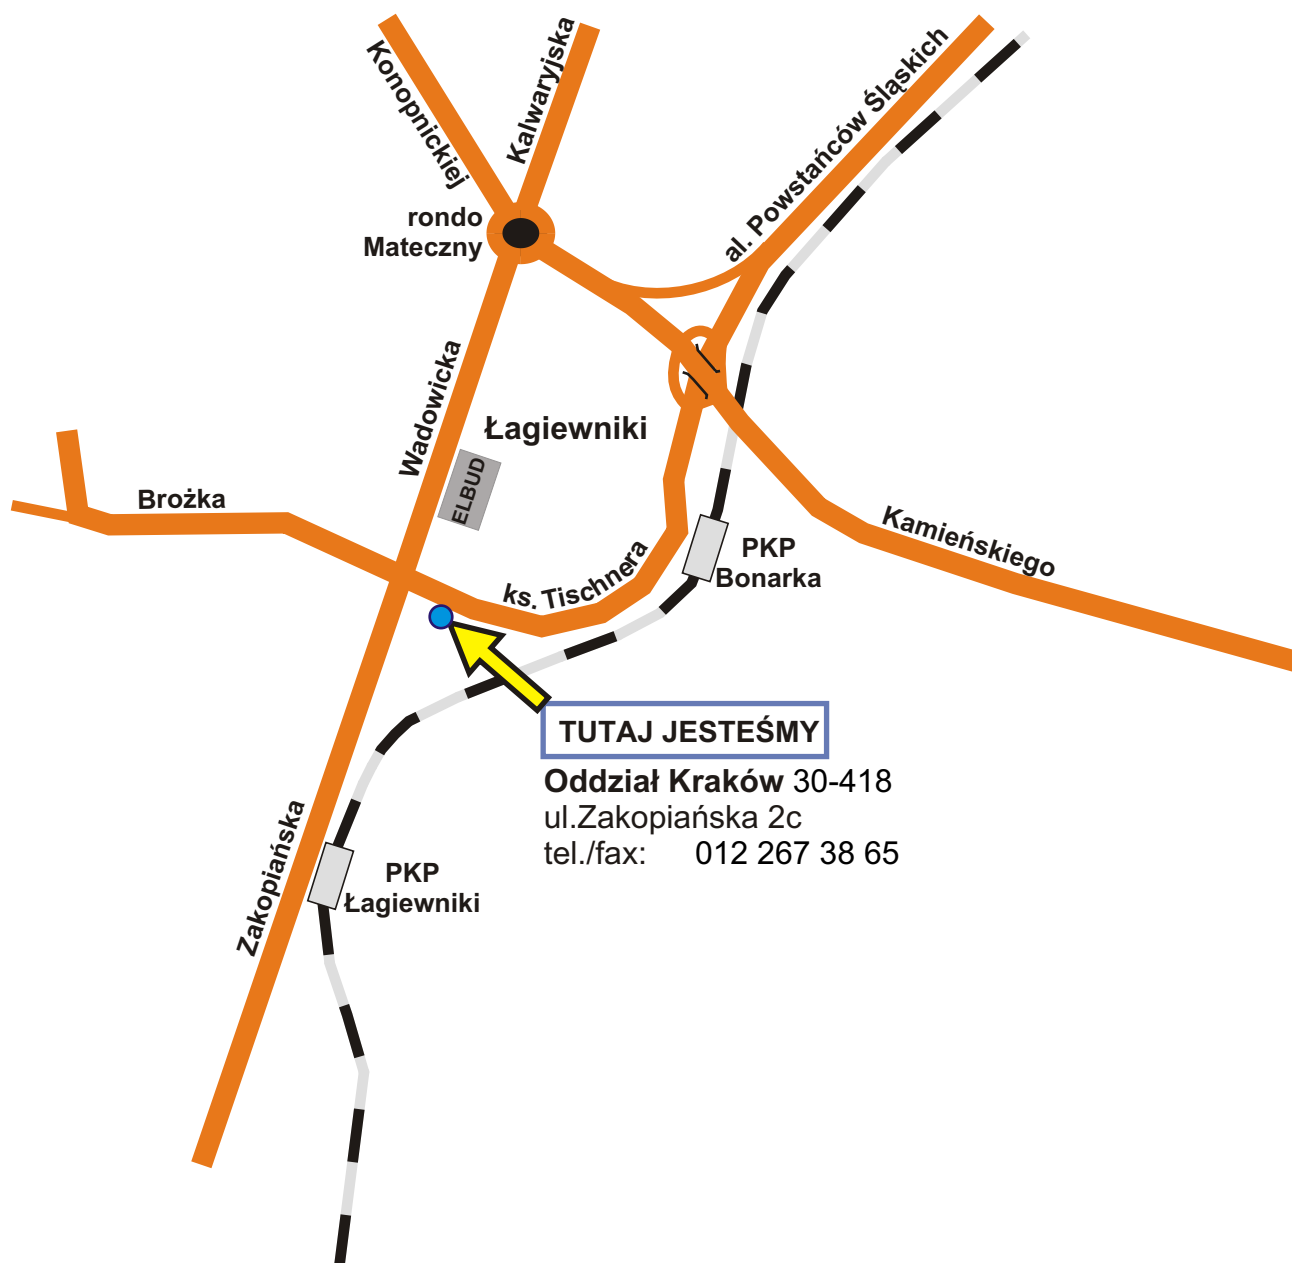 Konopnickiej
Kalwaryjska
al. Powstańców Śląskich
rondo
Mateczny
Wadowicka
Łagiewniki
ELBUD
Brożka
ks. Tischnera
PKP
Bonarka
Kamieńskiego
TUTAJ JESTEŚMY
Oddział Kraków 30-418
ul.Zakopiańska 2c
tel./fax: 012 267 38 65
Zakopiańska
PKP
Łagiewniki